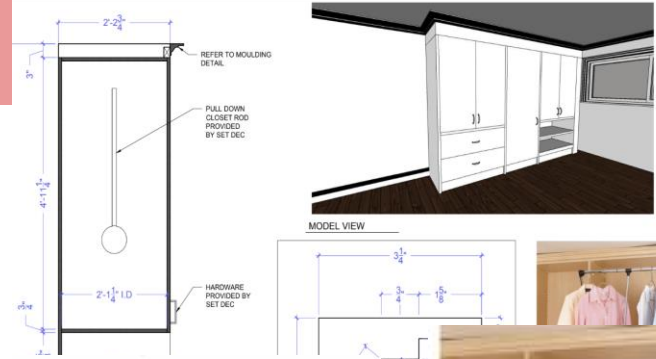 2'-2 3/4"
REFER TO MOULDING
DETAIL
3"
PULL DOWN
CLOSET ROD
PROVIDED
BY SET DEC
4'-11 1/4"
MODEL VIEW
3 1/4"
2'-1 1/4" I.D
HARDWARE
PROVIDED BY
SET DEC
3/4"
3/4"
1 5/8"